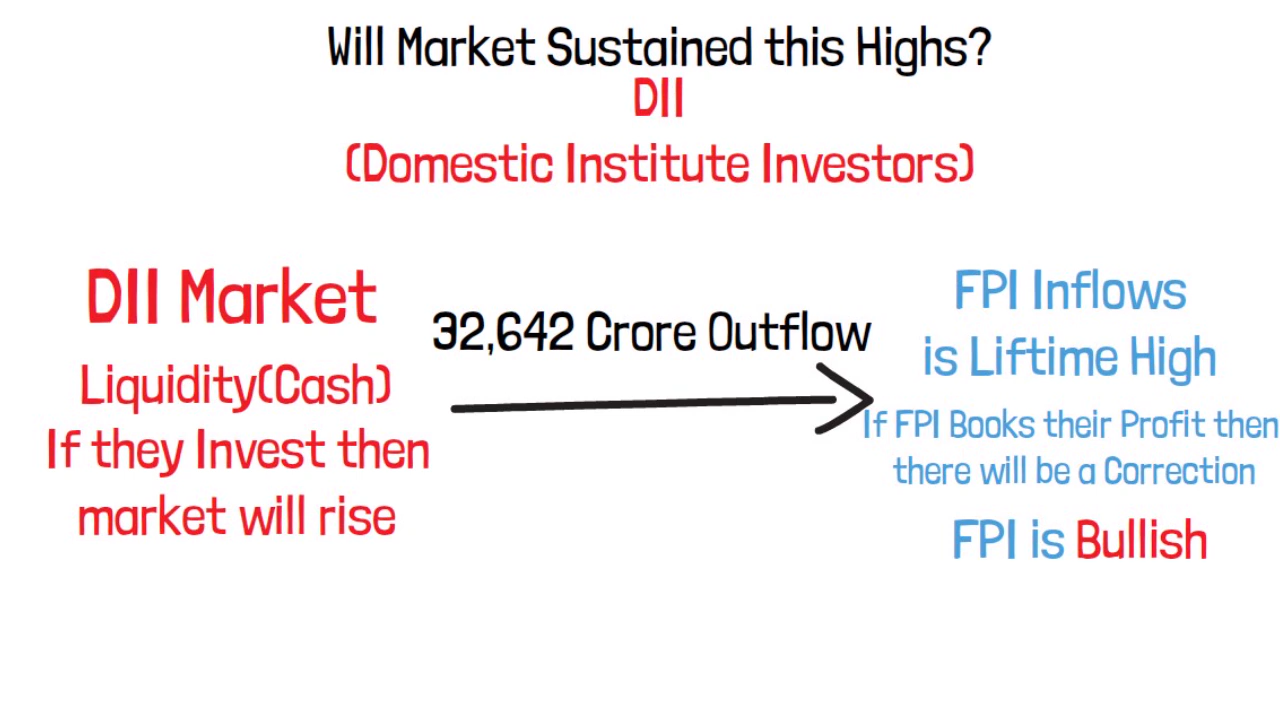 Will Market Sustained this Highs?
DII
(Domestic Institute Investors)
DII Market
Liquidity(Cash)
If they Invest then
market will rise
32,642 Crore Outflow
FPI Inflows
is Liftime High
If FPI Books their Profit then
there will be a Correction
FPI is Bullish